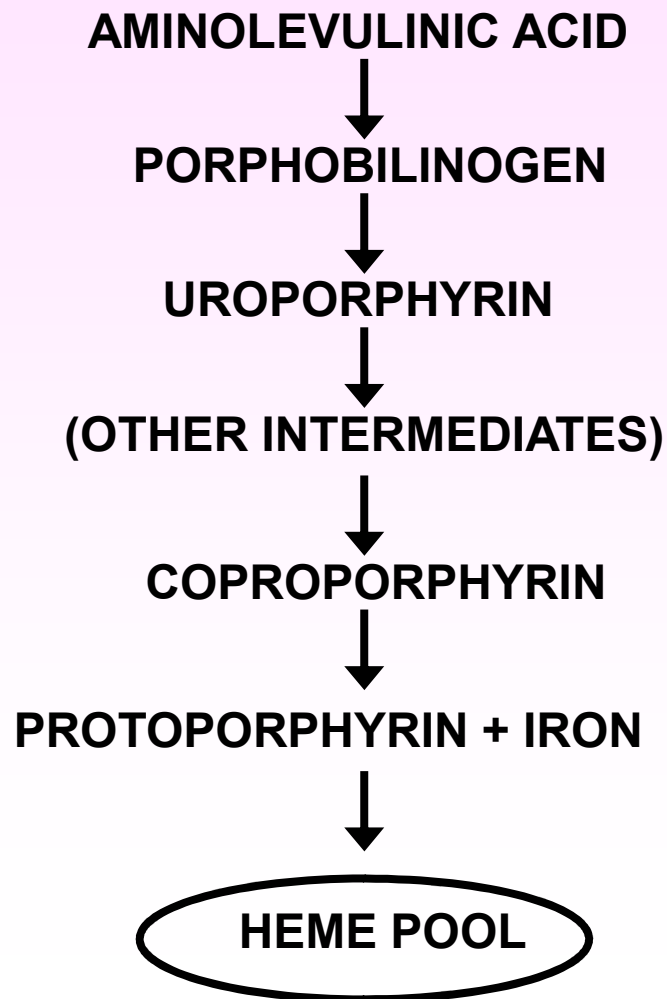 AMINOLEVULINIC ACID
PORPHOBILINOGEN
UROPORPHYRIN
(OTHER INTERMEDIATES)
COPROPORPHYRIN
PROTOPORPHYRIN + IRON
HEME POOL